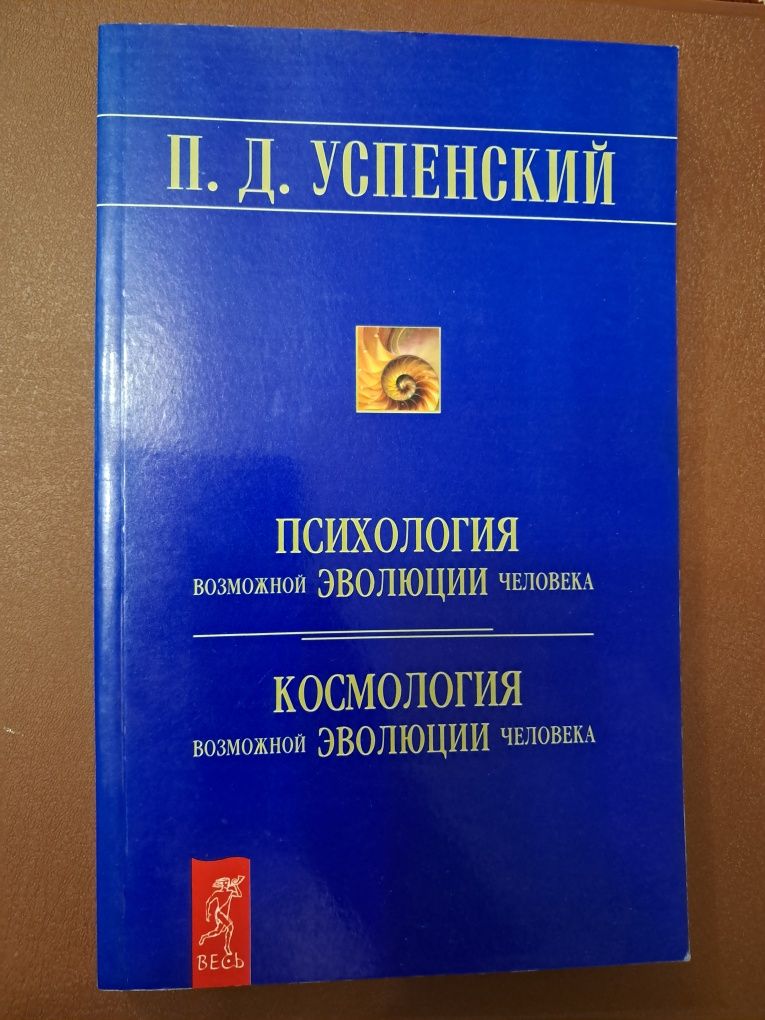 П. Д. УСПЕНСКИЙ
ПСИХОЛОГИЯ
ВОЗМОЖНОЙ ЭВОЛЮЦИИ ЧЕЛОВЕКА
КОСМОЛОГИЯ
ВОЗМОЖНОЙ ЭВОЛЮЦИИ ЧЕЛОВЕКА
ВЕСЬ